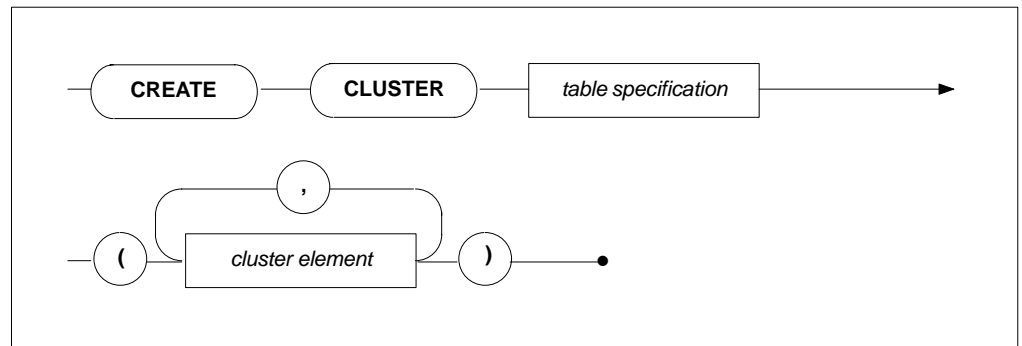 CREATE CLUSTER table specification
,
( cluster element )